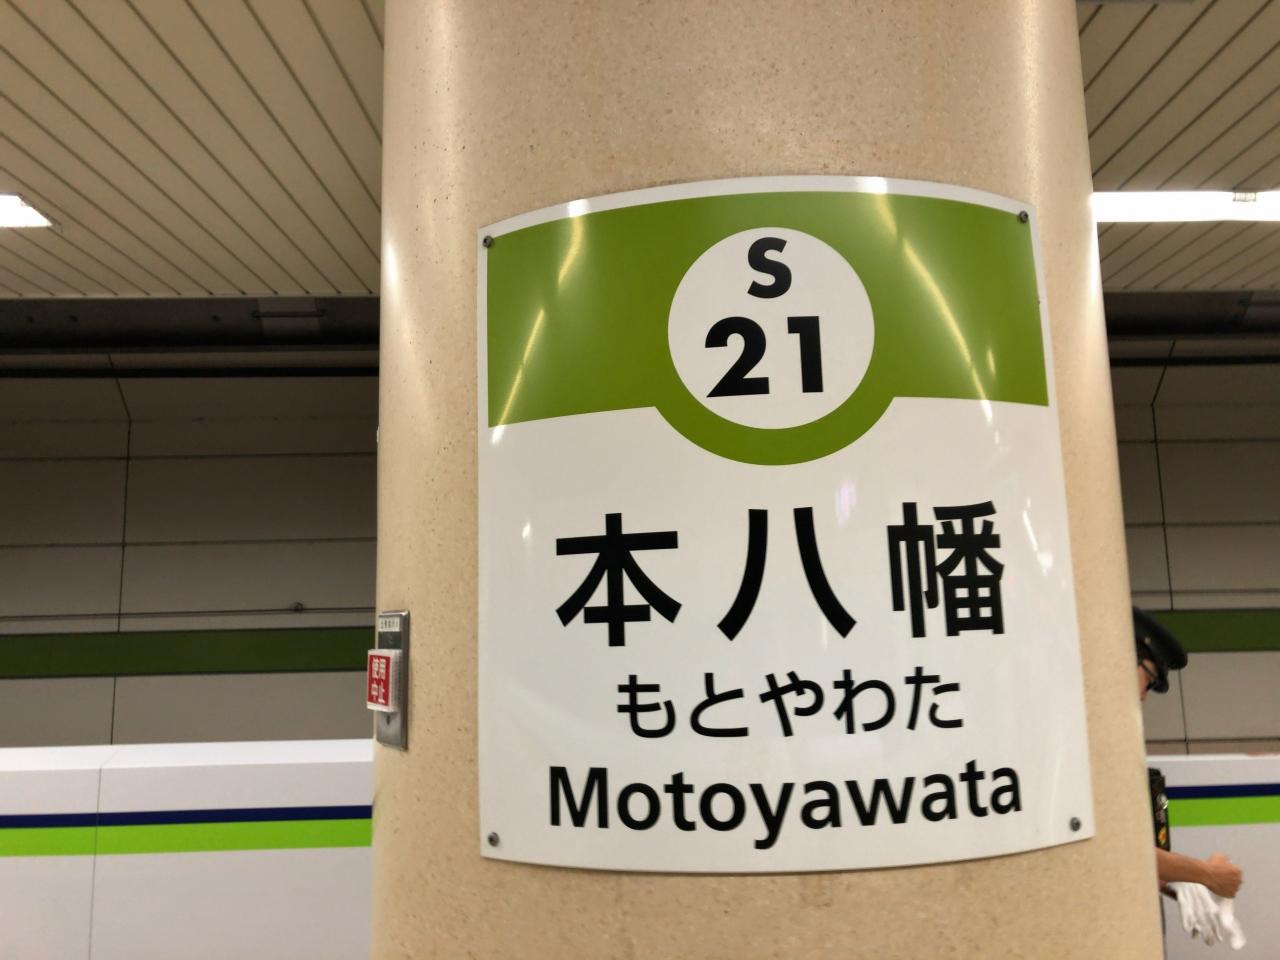 S
21
本八幡
もとやわた
Motoyawata
使用
中止